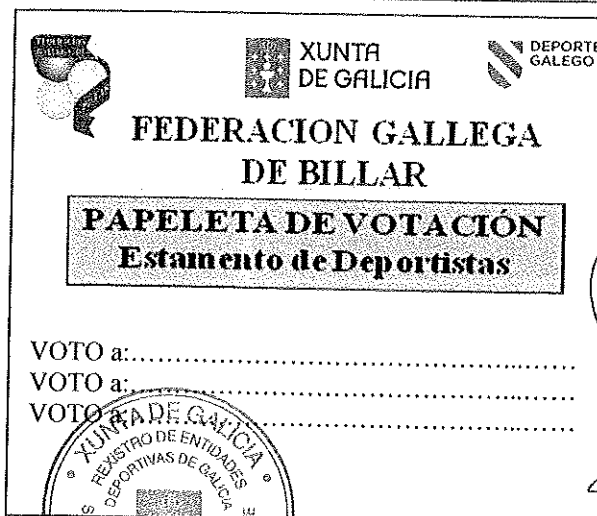 XUNTA
DE GALICIA
DEPORTE
GALEGO
FEDERACION GALLEGA
DE BILLAR
PAPELETA DE VOTACIÓN
Estamento de Deportistas
VOTO a:
VOTO a:
VOTO a:
XUNTA DE GALICIA
REXISTRO DE ENTIDADES
DEPORTIVAS DE GALICIA